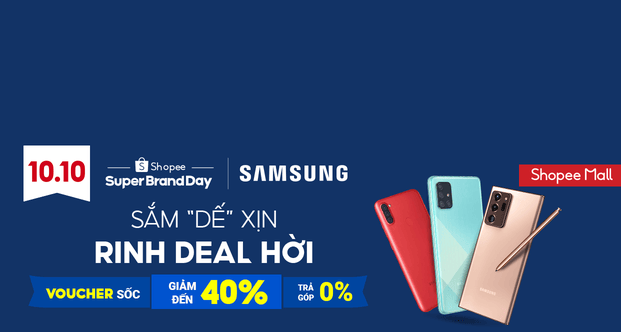 10.10
Shopee
Super Brand Day
SAMSUNG
Shopee Mall
SẮM "DẾ" XỊN
RINH DEAL HỜI
VOUCHER SỐC
GIẢM ĐẾN 40%
TRẢ GÓP 0%
SAMSUNG